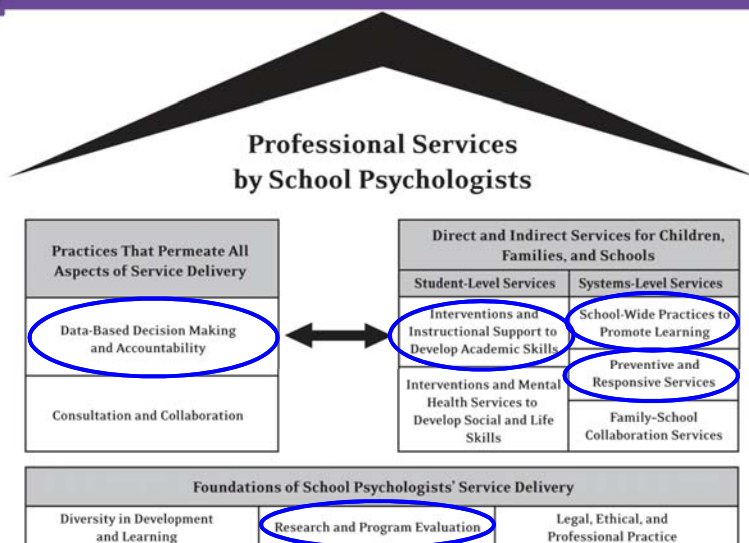 Professional Services
by School Psychologists
Practices That Permeate All
Aspects of Service Delivery
Data-Based Decision Making
and Accountability
Consultation and Collaboration
Direct and Indirect Services for Children,
Families, and Schools
Student-Level Services
Systems-Level Services
Interventions and
Instructional Support to
Develop Academic Skills
Interventions and Mental
Health Services to
Develop Social and Life
Skills
School-Wide Practices to
Promote Learning
Preventive and
Responsive Services
Family–School
Collaboration Services
Foundations of School Psychologists' Service Delivery
Diversity in Development
and Learning
Research and Program Evaluation
Legal, Ethical, and
Professional Practice